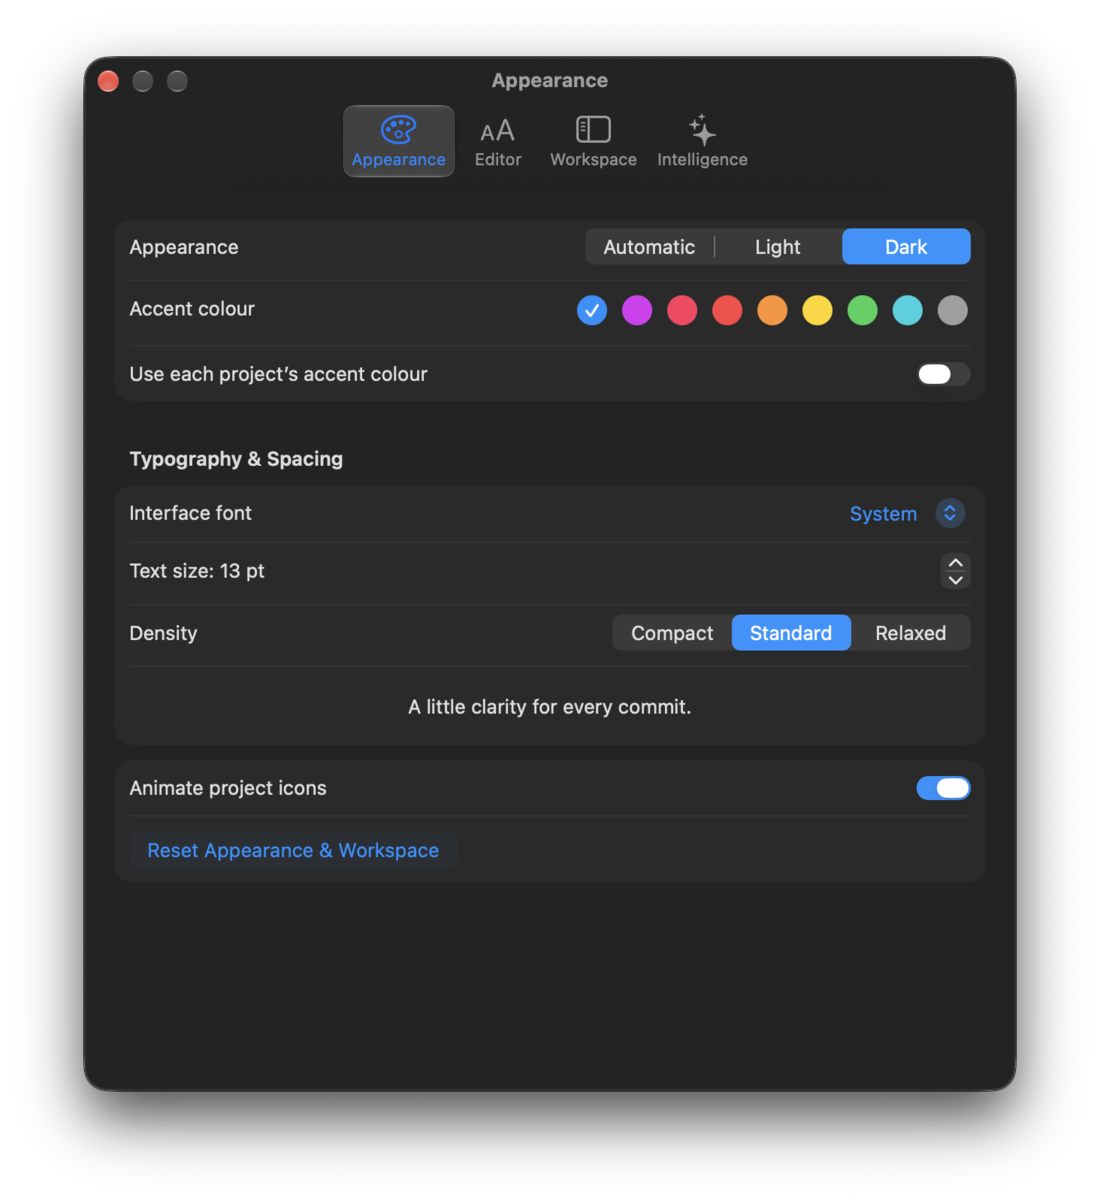 Appearance
Appearance
Editor
Workspace
Intelligence
Appearance
Automatic
Light
Dark
Accent colour
Use each project’s accent colour
Typography & Spacing
Interface font
System
Text size: 13 pt
Density
Compact
Standard
Relaxed
A little clarity for every commit.
Animate project icons
Reset Appearance & Workspace